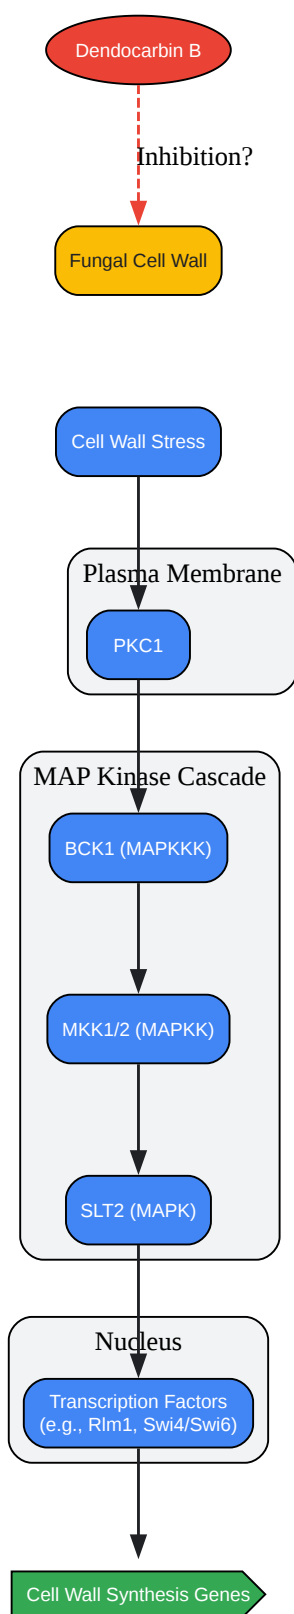 Dendocarbin B
Inhibition?
Fungal Cell Wall
Cell Wall Stress
Plasma Membrane
PKC1
MAP Kinase Cascade
BCK1 (MAPKKK)
MKK1/2 (MAPKK)
SLT2 (MAPK)
Nucleus
Transcription Factors
(e.g., Rlm1, Swi4/Swi6)
Cell Wall Synthesis Genes